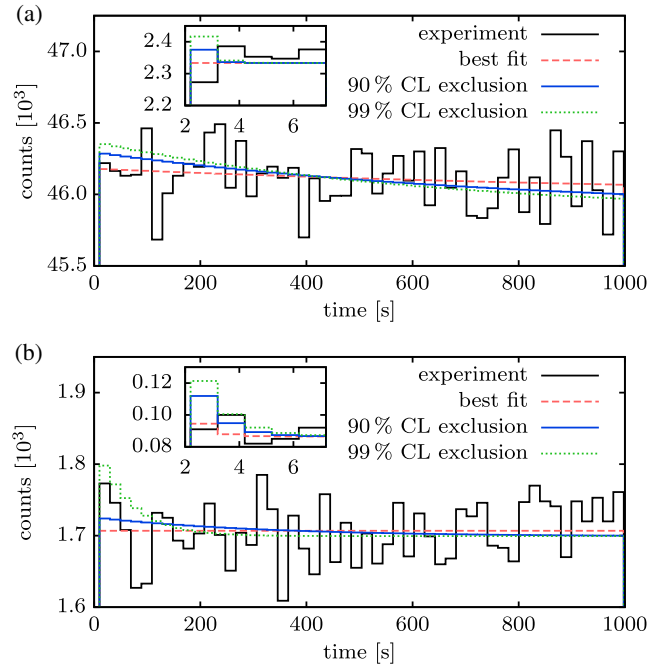 (a)
counts [10³]
47.0
46.5
46.0
45.5
2.4
2.3
2.2
2 4 6
experiment
best fit
90 % CL exclusion
99 % CL exclusion
0 200 400 600 800 1000
time [s]
(b)
counts [10³]
1.9
1.8
1.7
1.6
0.12
0.10
0.08
2 4 6
experiment
best fit
90 % CL exclusion
99 % CL exclusion
0 200 400 600 800 1000
time [s]